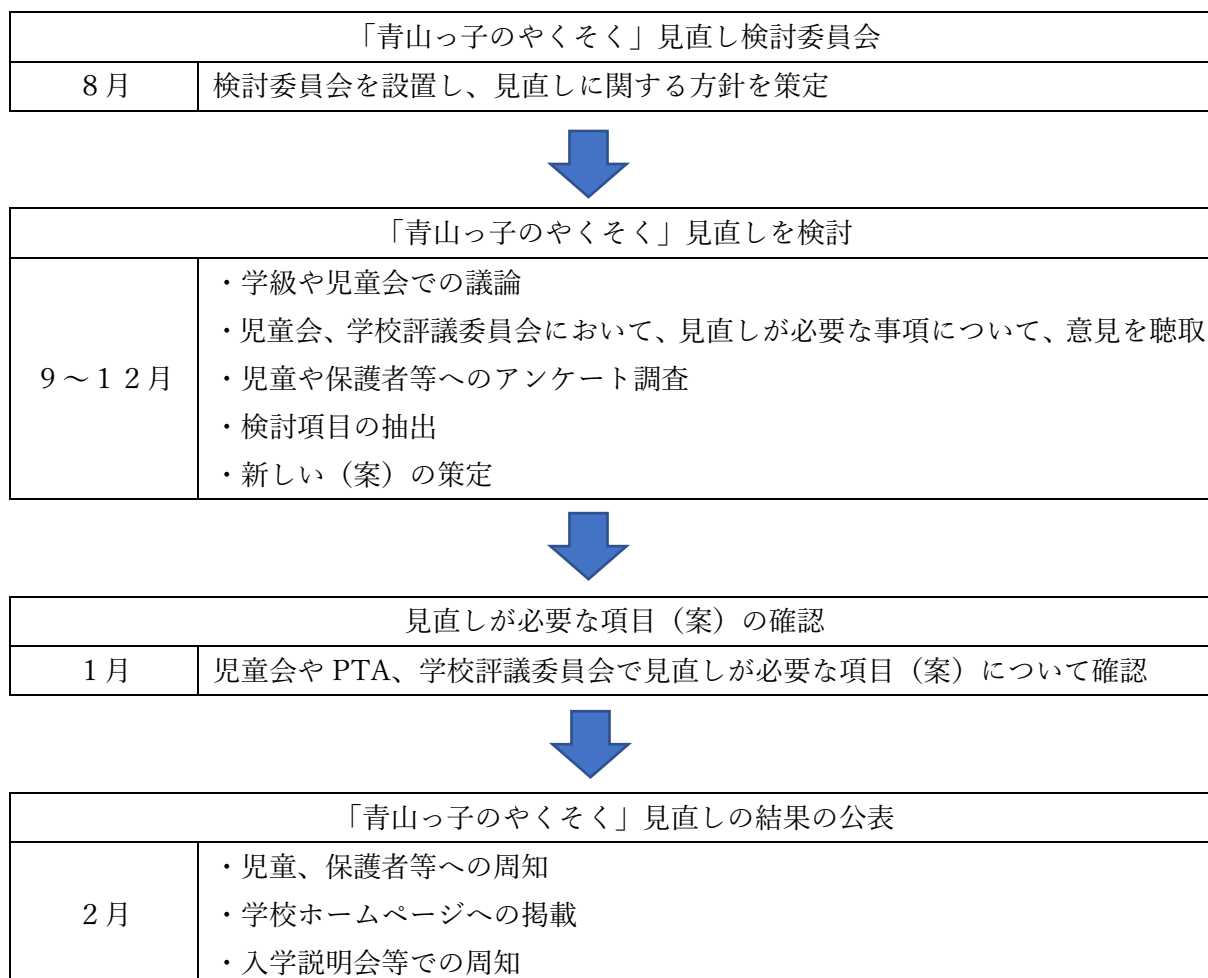 「青山っ子のやくそく」見直し検討委員会
8月 検討委員会を設置し、見直しに関する方針を策定
「青山っ子のやくそく」見直しを検討
・学級や児童会での議論
・児童会、学校評議委員会において、見直しが必要な事項について、意見を聴取
9~12月
・児童や保護者等へのアンケート調査
・検討項目の抽出
・新しい(案)の策定
見直しが必要な項目(案)の確認
1月 児童会や PTA、学校評議委員会で見直しが必要な項目(案)について確認
「青山っ子のやくそく」見直しの結果の公表
・児童、保護者等への周知
2月
・学校ホームページへの掲載
・入学説明会等での周知